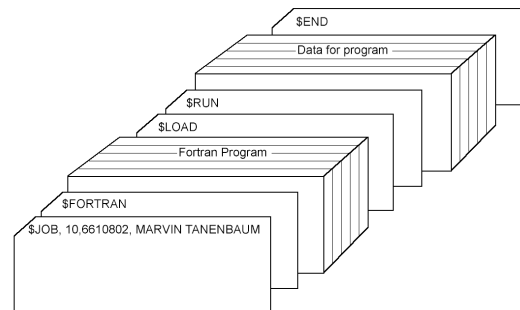 $END
Data for program
$RUN
$LOAD
Fortran Program
$FORTRAN
$JOB, 10,6610802, MARVIN TANENBAUM